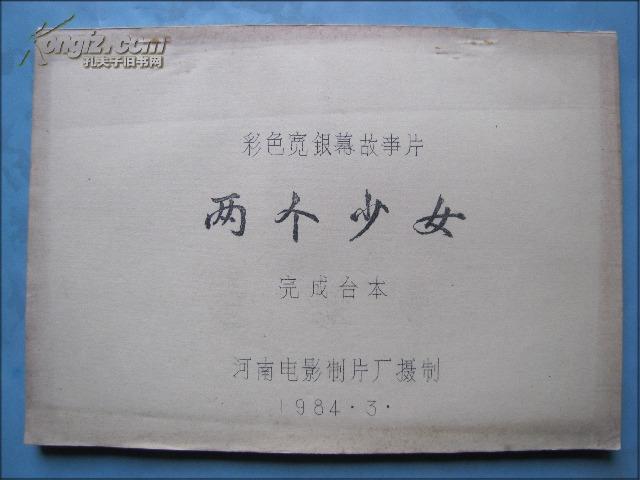 Kongfz.com
孔夫子旧书网
彩色宽银幕故事片
两个少女
完成台本
河南电影制片厂摄制
1984·3·